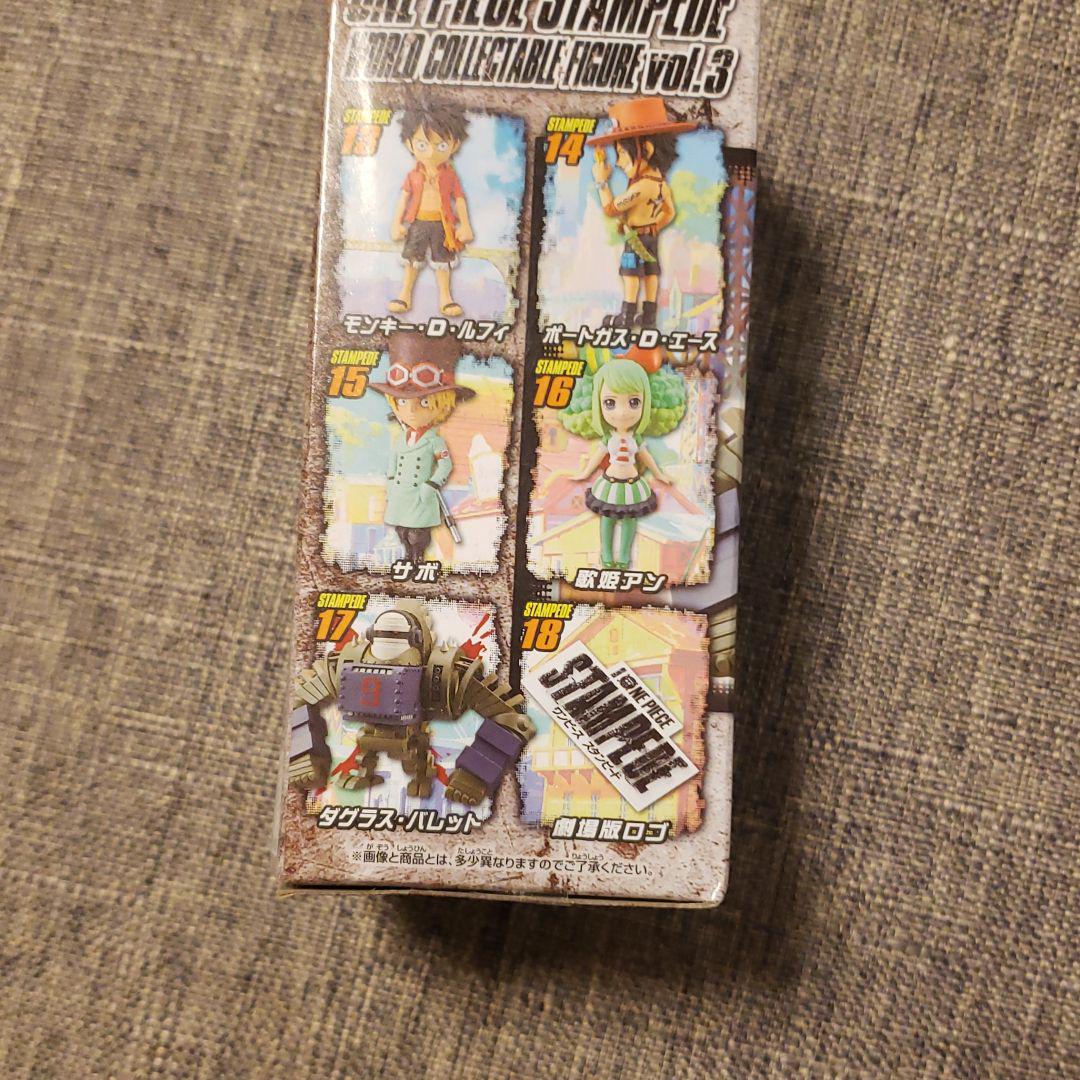 ONE PIECE STAMPEDE
WORLD COLLECTABLE FIGURE vol.3
STAMPEDE
13
モンキー・D・ルフィ
STAMPEDE
14
ポートガス・D・エース
STAMPEDE
15
サボ
STAMPEDE
16
歌姫アン
STAMPEDE
17
9
ダグラス・バレット
STAMPEDE
18
ONE PIECE
STAMPEDE
ワンピース スタンピード
劇場版ロゴ
※画像と商品とは、多少異なりますのでご了承ください。